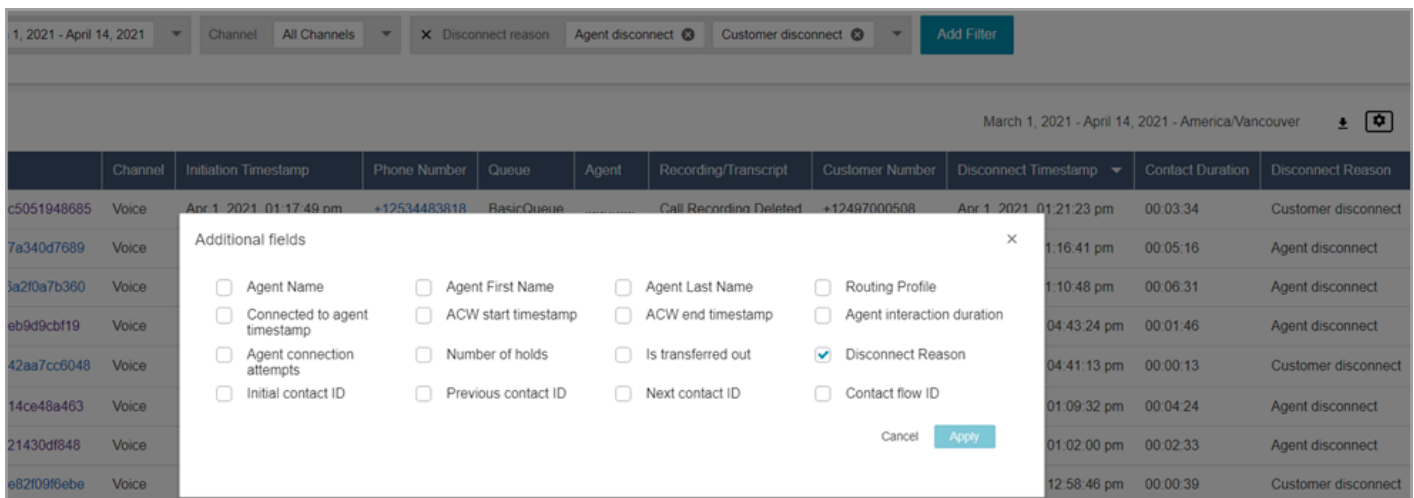 1, 2021 - April 14, 2021 Channel All Channels Disconnect reason Agent disconnect Customer disconnect Add Filter
March 1, 2021 - April 14, 2021 - America/Vancouver
Channel Initiation Timestamp Phone Number Queue Agent Recording/Transcript Customer Number Disconnect Timestamp Contact Duration Disconnect Reason
c5051948685 Voice Apr 1, 2021, 01:17:49 pm +12534483818 BasicQueue Call Recording Deleted +12497000508 Apr 1, 2021, 01:21:23 pm 00:03:34 Customer disconnect
7a340d7689 Voice 1:16:41 pm 00:05:16 Agent disconnect
6a2f0a7b360 Voice 1:10:48 pm 00:06:31 Agent disconnect
eb9d9cbf19 Voice 04:43:24 pm 00:01:46 Agent disconnect
42aa7cc6048 Voice 04:41:13 pm 00:00:13 Customer disconnect
14ce48a463 Voice 01:09:32 pm 00:04:24 Agent disconnect
21430df848 Voice 01:02:00 pm 00:02:33 Agent disconnect
e82f09f6ebe Voice 12:58:46 pm 00:00:39 Customer disconnect
Additional fields
Agent Name Agent First Name Agent Last Name Routing Profile
Connected to agent timestamp ACW start timestamp ACW end timestamp Agent interaction duration
Agent connection attempts Number of holds Is transferred out Disconnect Reason
Initial contact ID Previous contact ID Next contact ID Contact flow ID
Cancel Apply